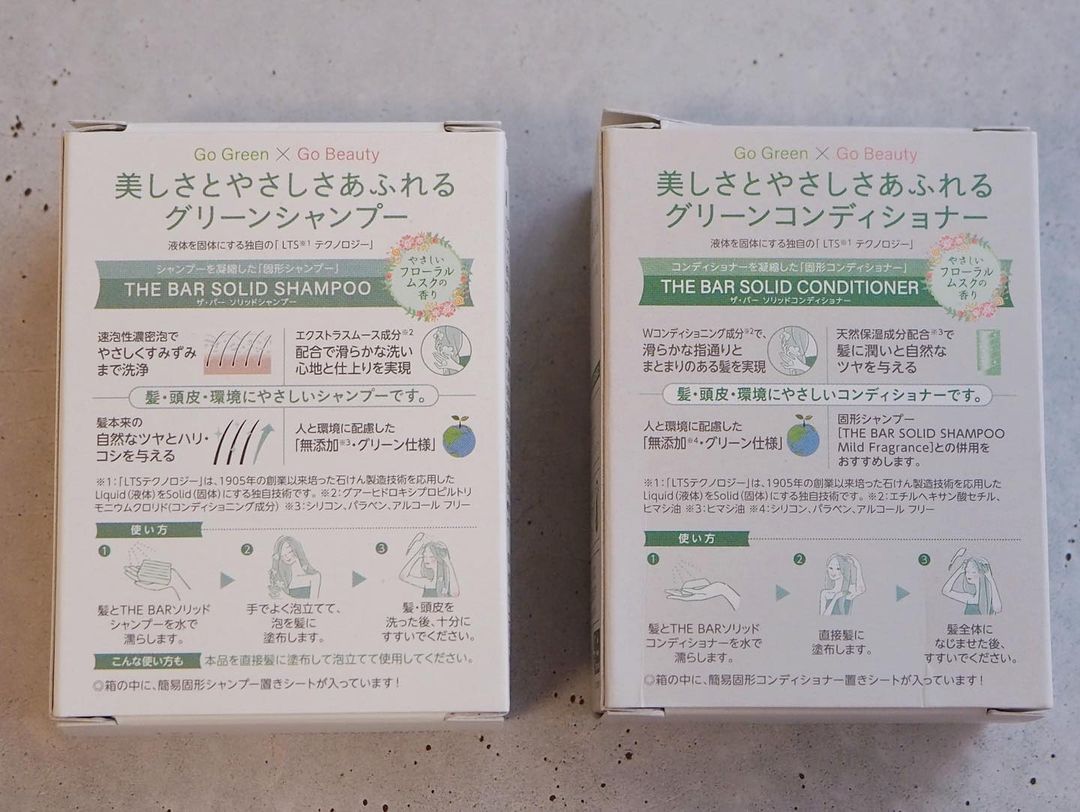 Go Green × Go Beauty
美しさとやさしさあふれる
グリーンシャンプー
液体を固体にする独自の「LTS※1 テクノロジー」
シャンプーを凝縮した「固形シャンプー」
THE BAR SOLID SHAMPOO
ザ・バー ソリッドシャンプー
やさしい
フローラル
ムスクの
香り
速泡性濃密泡で
やさしくすみずみ
まで洗浄
エクストラスムース成分※2
配合で滑らかな洗い
心地と仕上りを実現
髪・頭皮・環境にやさしいシャンプーです。
髪本来の
自然なツヤとハリ・
コシを与える
人と環境に配慮した
「無添加※3・グリーン仕様」
※1:「LTSテクノロジー」は、1905年の創業以来培った石けん製造技術を応用した
Liquid(液体)をSolid(固体)にする独自技術です。※2:グアーヒドロキシプロピルトリ
モニウムクロリド(コンディショニング成分) ※3:シリコン、パラベン、アルコール フリー
使い方
1
髪とTHE BARソリッド
シャンプーを水で
濡らします。
2
手でよく泡立てて、
泡を髪に
塗布します。
3
髪・頭皮を
洗った後、十分に
すすいでください。
こんな使い方も 本品を直接髪に塗布して泡立てて使用してください。
◎箱の中に、簡易固形シャンプー置きシートが入っています!
Go Green × Go Beauty
美しさとやさしさあふれる
グリーンコンディショナー
液体を固体にする独自の「LTS※1 テクノロジー」
コンディショナーを凝縮した「固形コンディショナー」
THE BAR SOLID CONDITIONER
ザ・バー ソリッドコンディショナー
やさしい
フローラル
ムスクの
香り
Wコンディショニング成分※2で、
滑らかな指通りと
まとまりのある髪を実現
天然保湿成分配合※3で
髪に潤いと自然な
ツヤを与える
髪・頭皮・環境にやさしいコンディショナーです。
人と環境に配慮した
「無添加※4・グリーン仕様」
固形シャンプー
[THE BAR SOLID SHAMPOO
Mild Fragrance]との併用を
おすすめします。
※1:「LTSテクノロジー」は、1905年の創業以来培った石けん製造技術を応用した
Liquid(液体)をSolid(固体)にする独自技術です。※2:エチルヘキサン酸セチル、
ヒマシ油 ※3:ヒマシ油 ※4:シリコン、パラベン、アルコール フリー
使い方
1
髪とTHE BARソリッド
コンディショナーを水で
濡らします。
2
直接髪に
塗布します。
3
髪全体に
なじませた後、
すすいでください。
◎箱の中に、簡易固形コンディショナー置きシートが入っています!